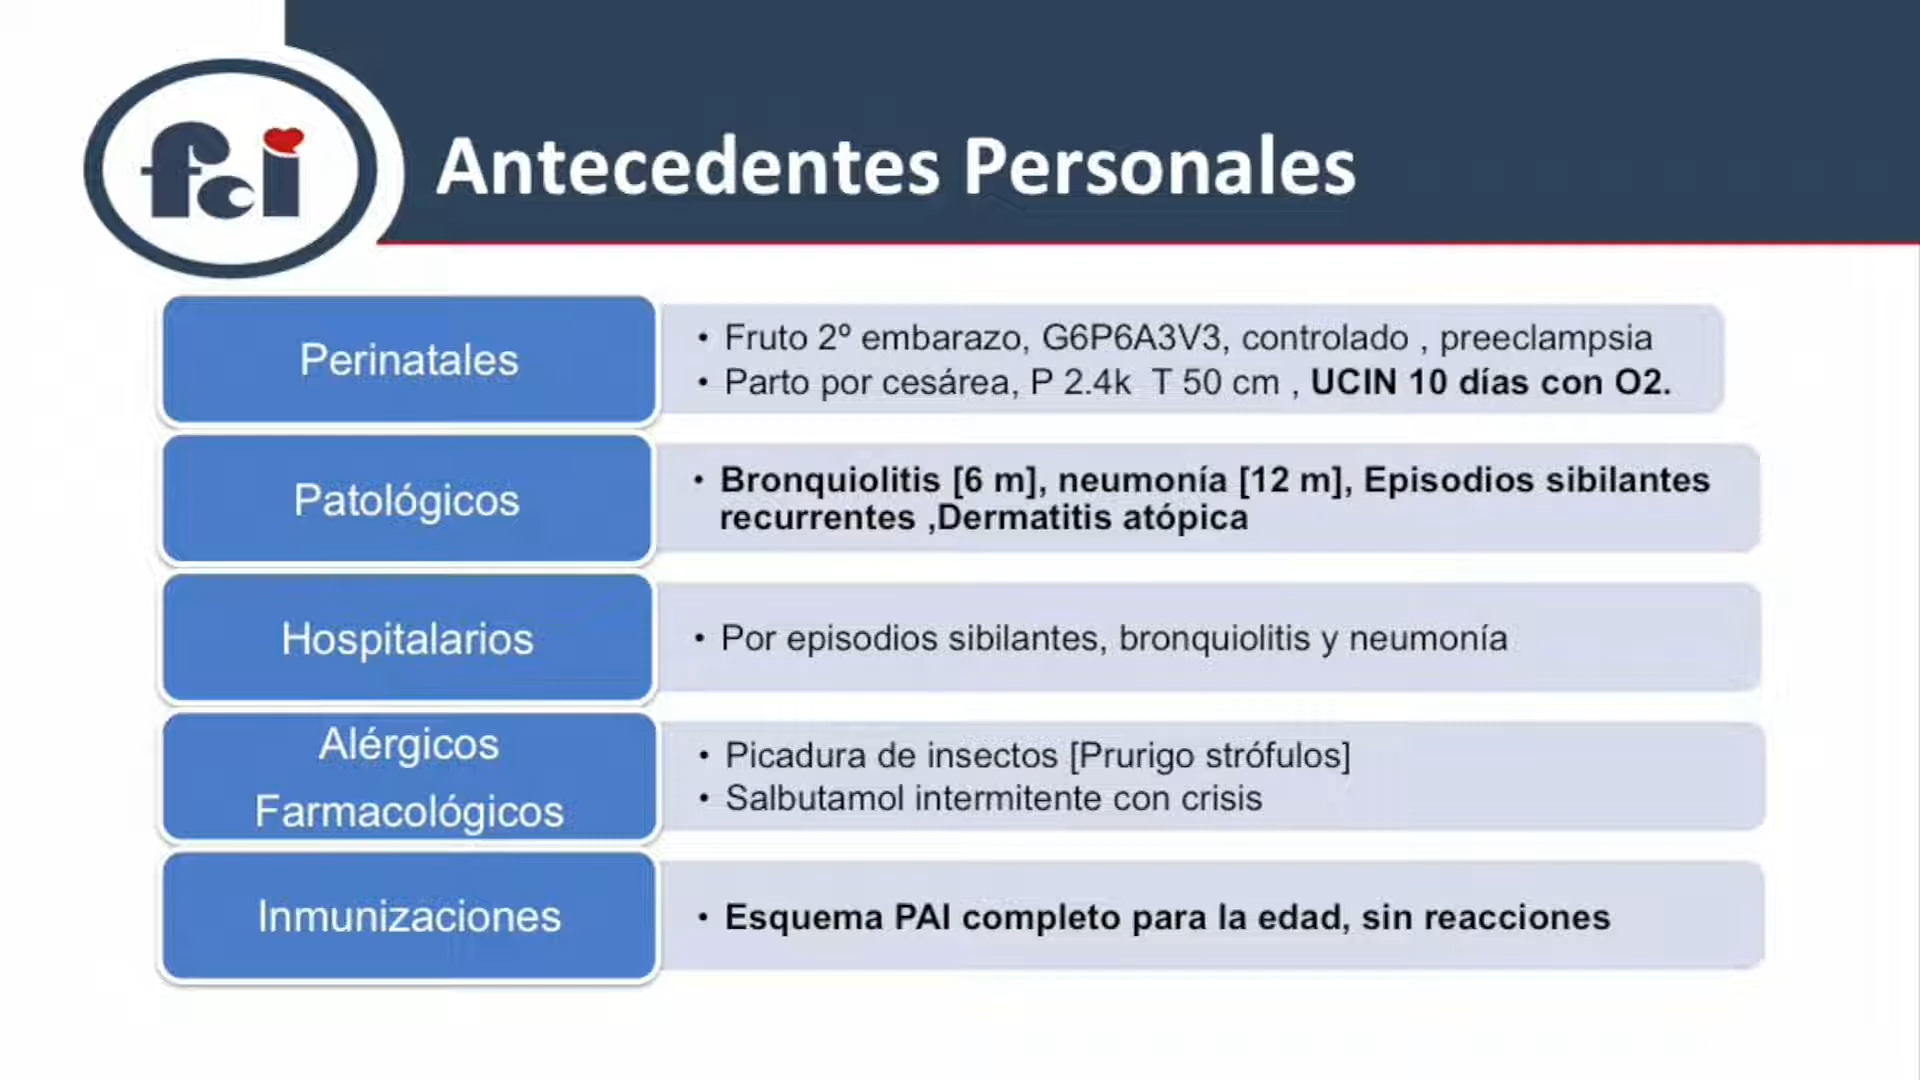 fci
Antecedentes Personales
Perinatales
• Fruto 2º embarazo, G6P6A3V3, controlado , preeclampsia
• Parto por cesárea, P 2.4k T 50 cm , UCIN 10 días con O2.
Patológicos
• Bronquiolitis [6 m], neumonía [12 m], Episodios sibilantes
recurrentes ,Dermatitis atópica
Hospitalarios
• Por episodios sibilantes, bronquiolitis y neumonía
Alérgicos
Farmacológicos
• Picadura de insectos [Prurigo strófulos]
• Salbutamol intermitente con crisis
Inmunizaciones
• Esquema PAI completo para la edad, sin reacciones